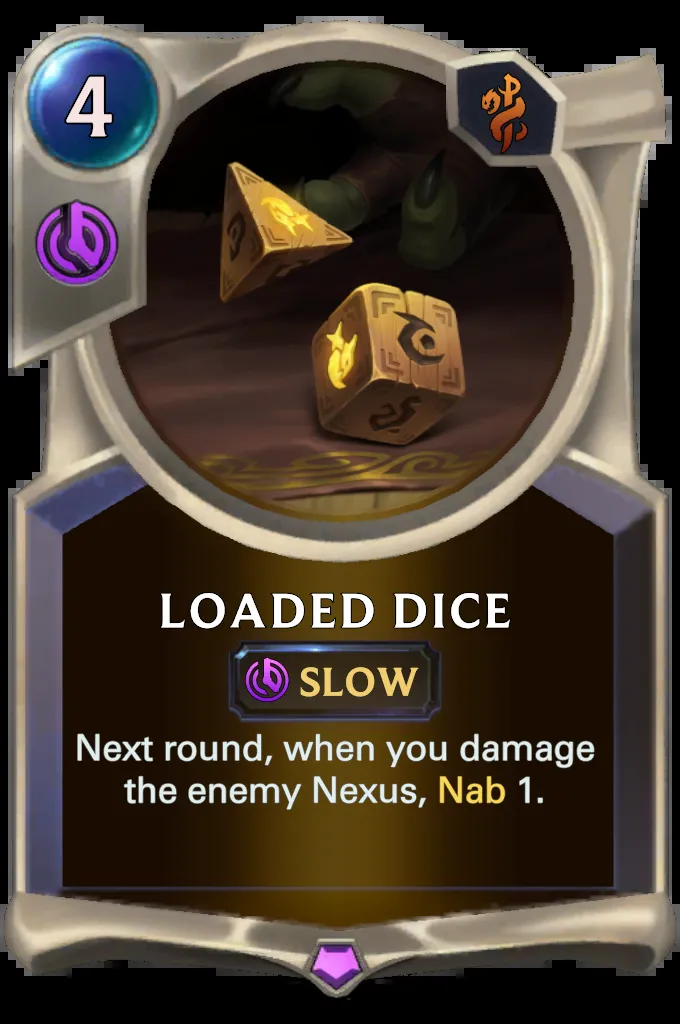 4
LOADED DICE
SLOW
Next round, when you damage
the enemy Nexus, Nab 1.